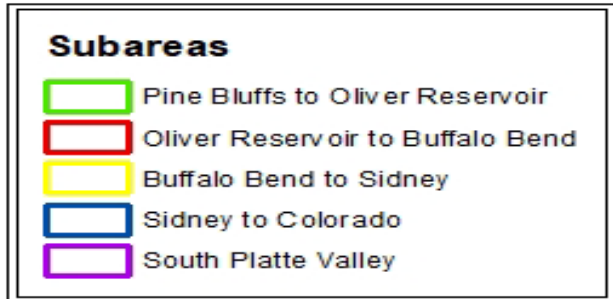 Subareas
Pine Bluffs to Oliver Reservoir
Oliver Reservoir to Buffalo Bend
Buffalo Bend to Sidney
Sidney to Colorado
South Platte Valley